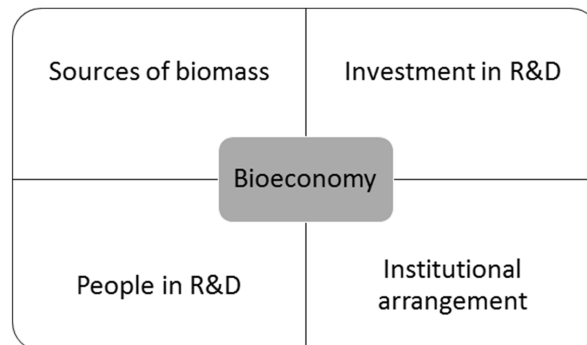 Sources of biomass
Investment in R&D
Bioeconomy
People in R&D
Institutional
arrangement